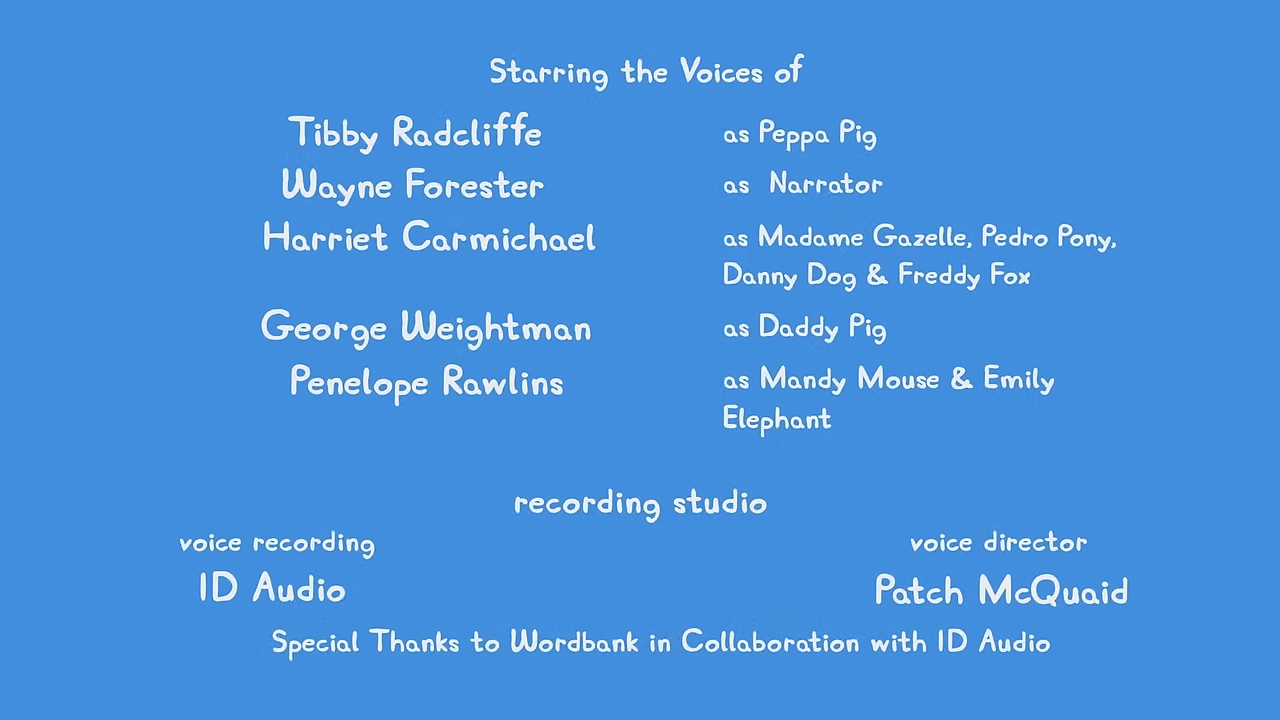 Starring the Voices of
Tibby Radcliffe as Peppa Pig
Wayne Forester as Narrator
Harriet Carmichael as Madame Gazelle, Pedro Pony,
Danny Dog & Freddy Fox
George Weightman as Daddy Pig
Penelope Rawlins as Mandy Mouse & Emily
Elephant
recording studio
voice recording voice director
ID Audio Patch McQuaid
Special Thanks to Wordbank in Collaboration with ID Audio